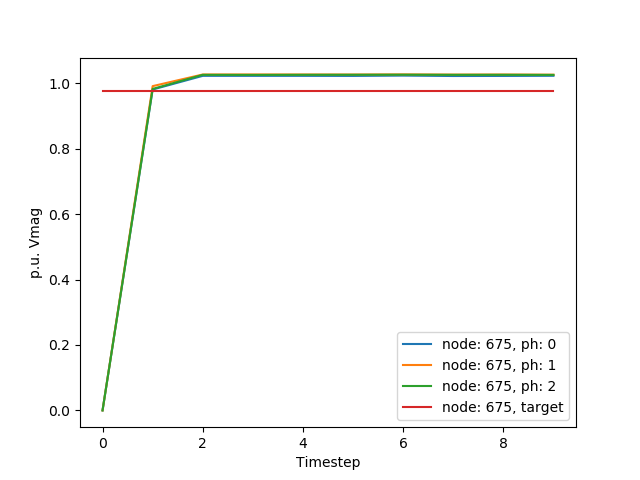 1.0
0.8
0.6
0.4
0.2
0.0
p.u. Vmag
node: 675, ph: 0
node: 675, ph: 1
node: 675, ph: 2
node: 675, target
0 2 4 6 8
Timestep